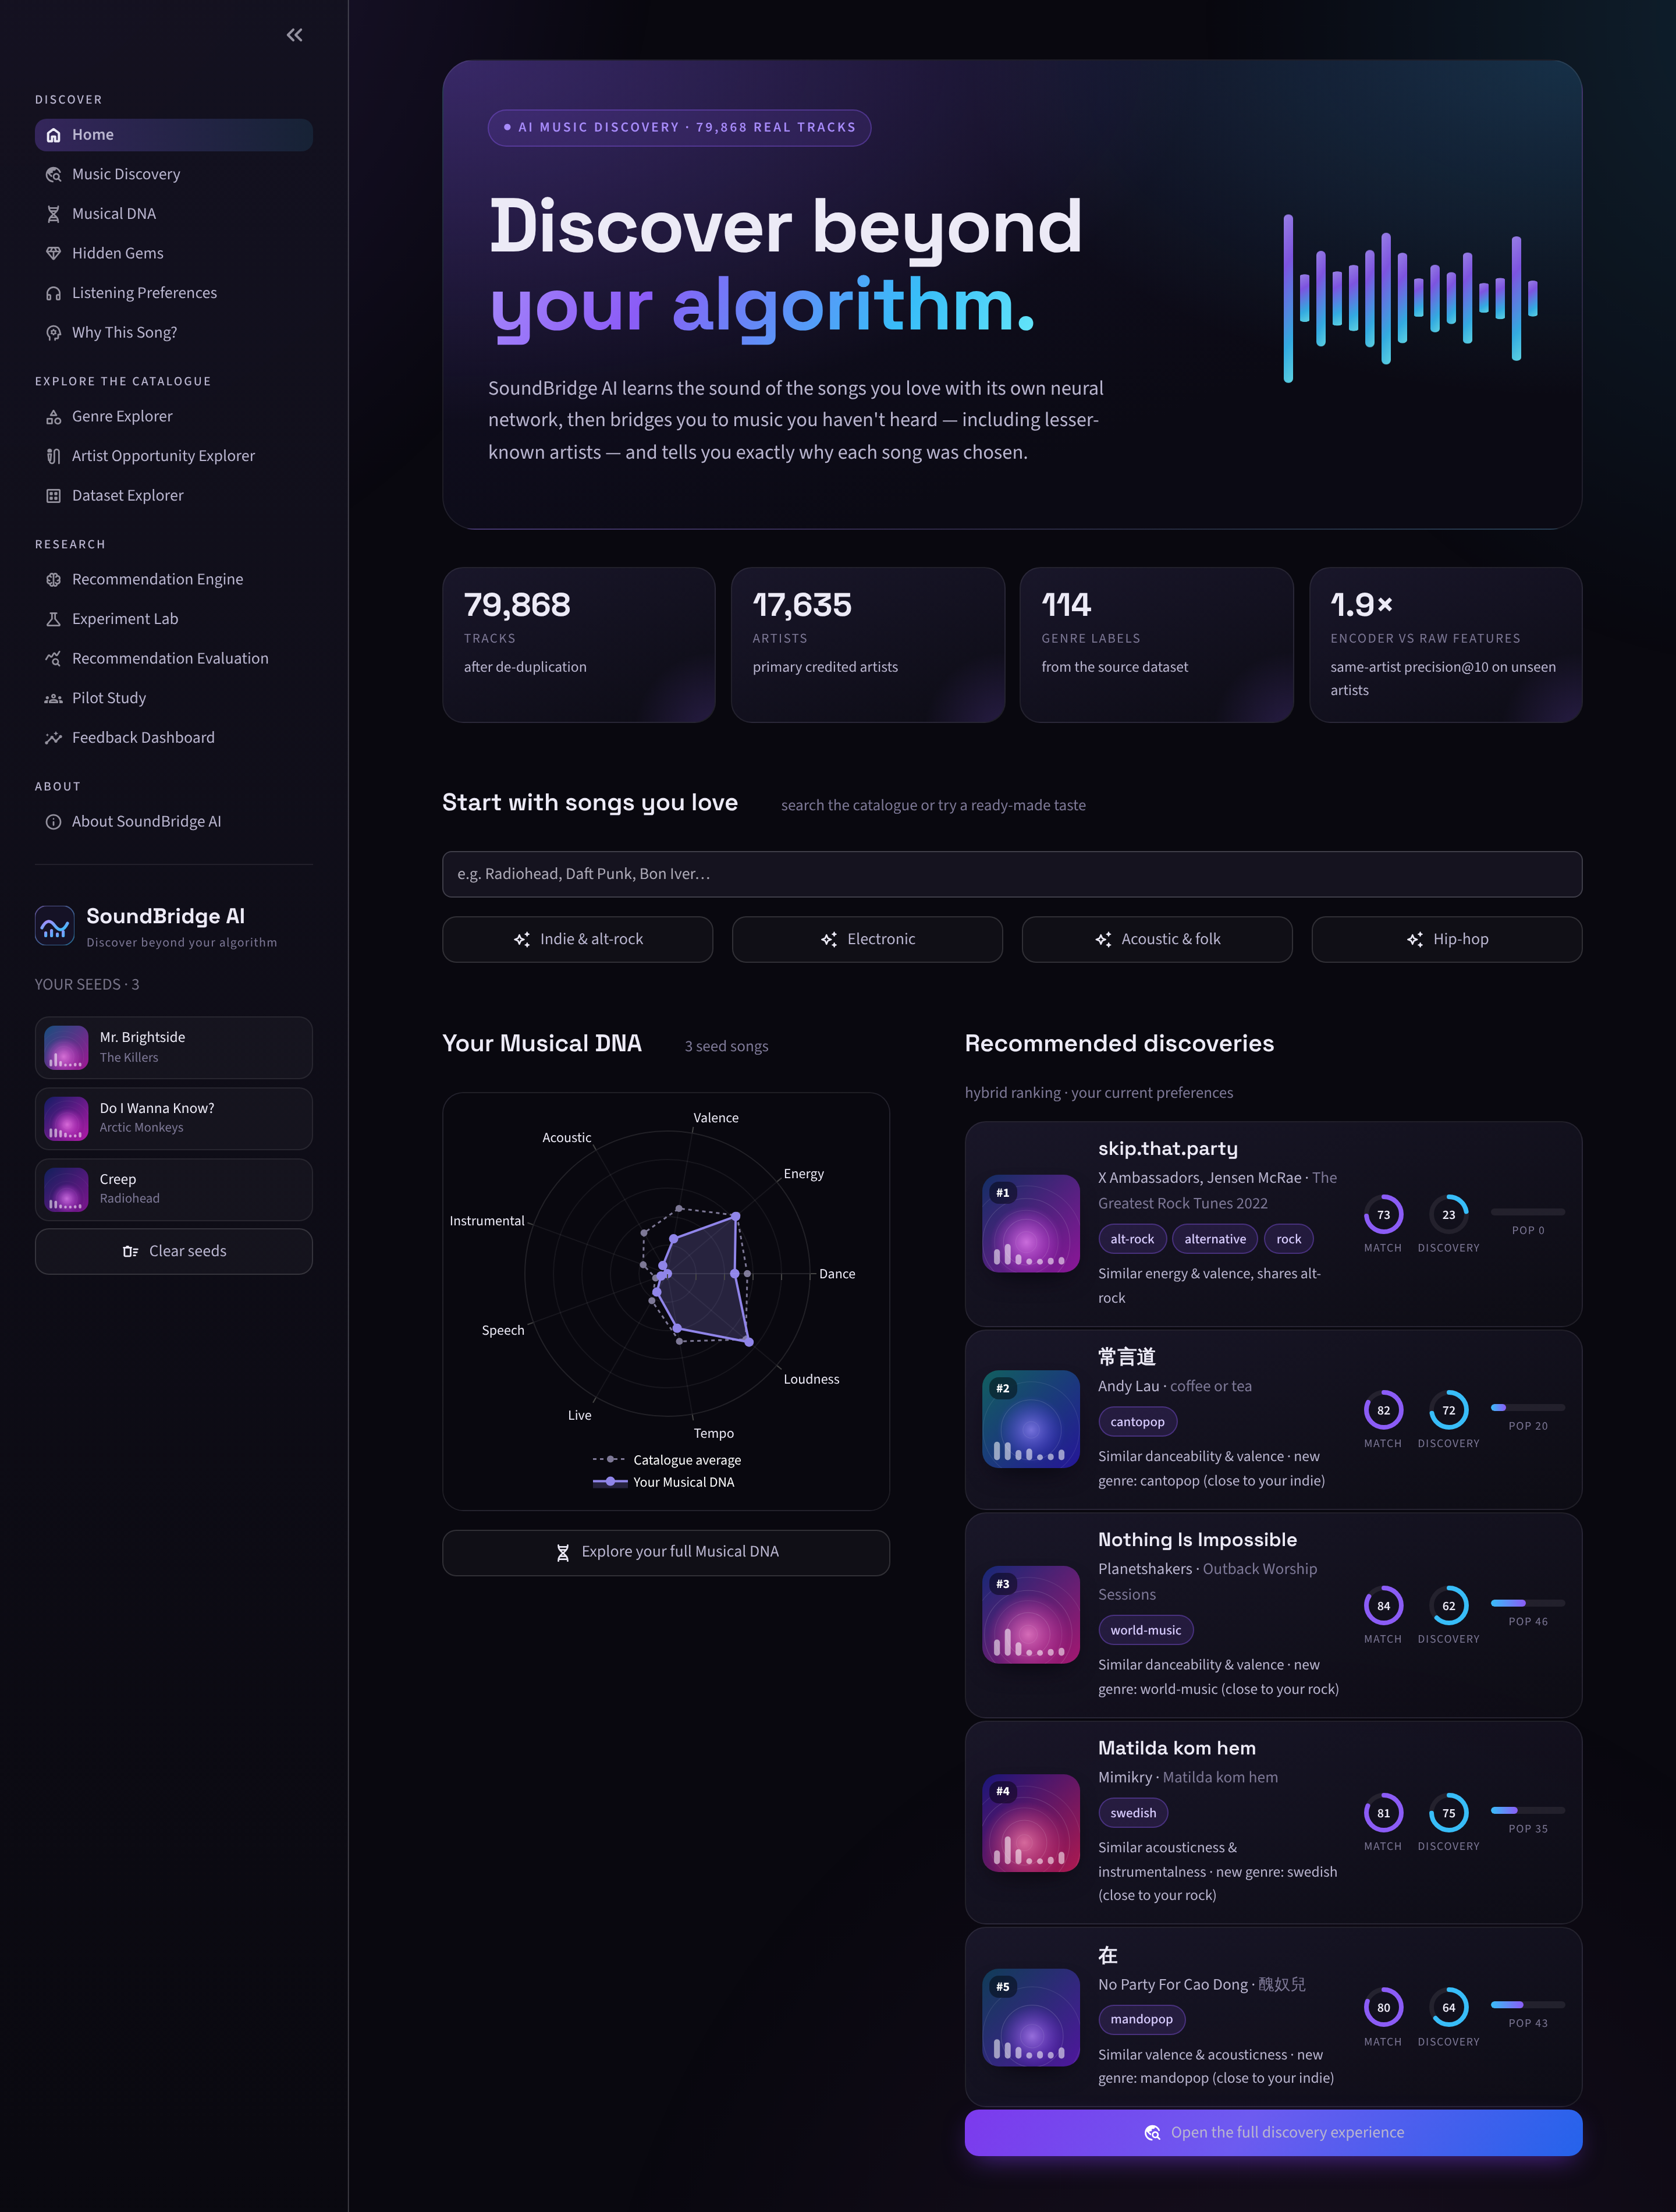 DISCOVER
Home
Music Discovery
Musical DNA
Hidden Gems
Listening Preferences
Why This Song?
EXPLORE THE CATALOGUE
Genre Explorer
Artist Opportunity Explorer
Dataset Explorer
RESEARCH
Recommendation Engine
Experiment Lab
Recommendation Evaluation
Pilot Study
Feedback Dashboard
ABOUT
About SoundBridge AI
SoundBridge AI
Discover beyond your algorithm
YOUR SEEDS · 3
Mr. Brightside
The Killers
Do I Wanna Know?
Arctic Monkeys
Creep
Radiohead
Clear seeds
AI MUSIC DISCOVERY · 79,868 REAL TRACKS
Discover beyond
your algorithm.
SoundBridge AI learns the sound of the songs you love with its own neural
network, then bridges you to music you haven't heard — including lesser-
known artists — and tells you exactly why each song was chosen.
79,868
TRACKS
after de-duplication
17,635
ARTISTS
primary credited artists
114
GENRE LABELS
from the source dataset
1.9×
ENCODER VS RAW FEATURES
same-artist precision@10 on unseen
artists
Start with songs you love
search the catalogue or try a ready-made taste
e.g. Radiohead, Daft Punk, Bon Iver…
Indie & alt-rock
Electronic
Acoustic & folk
Hip-hop
Your Musical DNA
3 seed songs
Valence
Acoustic
Energy
Instrumental
Dance
Speech
Loudness
Live
Tempo
Catalogue average
Your Musical DNA
Explore your full Musical DNA
Recommended discoveries
hybrid ranking · your current preferences
#1
skip.that.party
X Ambassadors, Jensen McRae · The
Greatest Rock Tunes 2022
alt-rock
alternative
rock
Similar energy & valence, shares alt-
rock
73
MATCH
23
DISCOVERY
POP 0
#2
常言道
Andy Lau · coffee or tea
cantopop
Similar danceability & valence · new
genre: cantopop (close to your indie)
82
MATCH
72
DISCOVERY
POP 20
#3
Nothing Is Impossible
Planetshakers · Outback Worship
Sessions
world-music
Similar danceability & valence · new
genre: world-music (close to your rock)
84
MATCH
62
DISCOVERY
POP 46
#4
Matilda kom hem
Mimikry · Matilda kom hem
swedish
Similar acousticness &
instrumentalness · new genre: swedish
(close to your rock)
81
MATCH
75
DISCOVERY
POP 35
#5
在
No Party For Cao Dong · 醜奴兒
mandopop
Similar valence & acousticness · new
genre: mandopop (close to your indie)
80
MATCH
64
DISCOVERY
POP 43
Open the full discovery experience